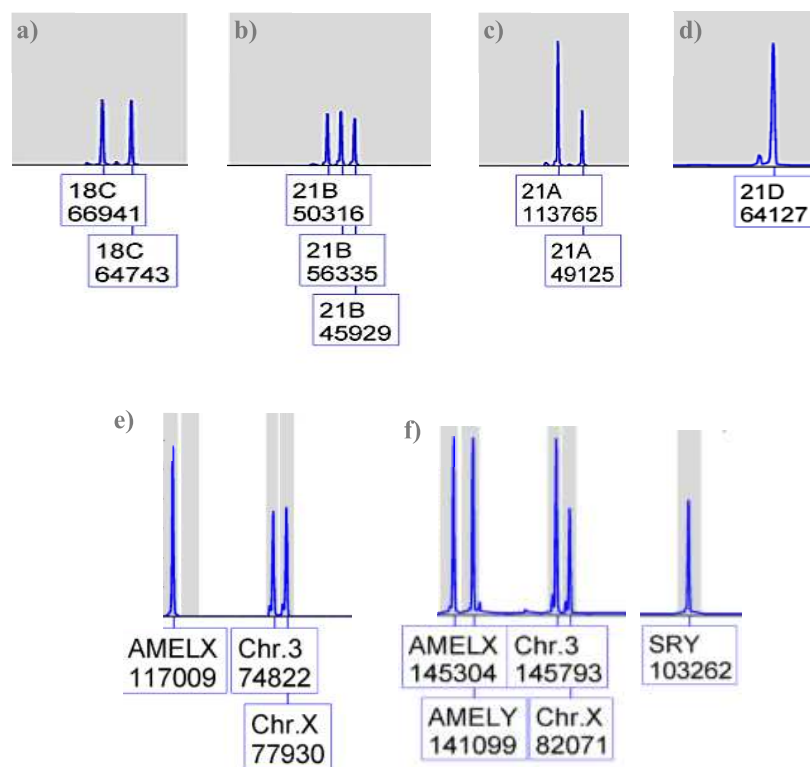 a)
18C
66941
18C
64743
b)
21B
50316
21B
56335
21B
45929
c)
21A
113765
21A
49125
d)
21D
64127
e)
AMELX
117009
Chr.3
74822
Chr.X
77930
f)
AMELX
145304
AMELY
141099
Chr.3
145793
Chr.X
82071
SRY
103262